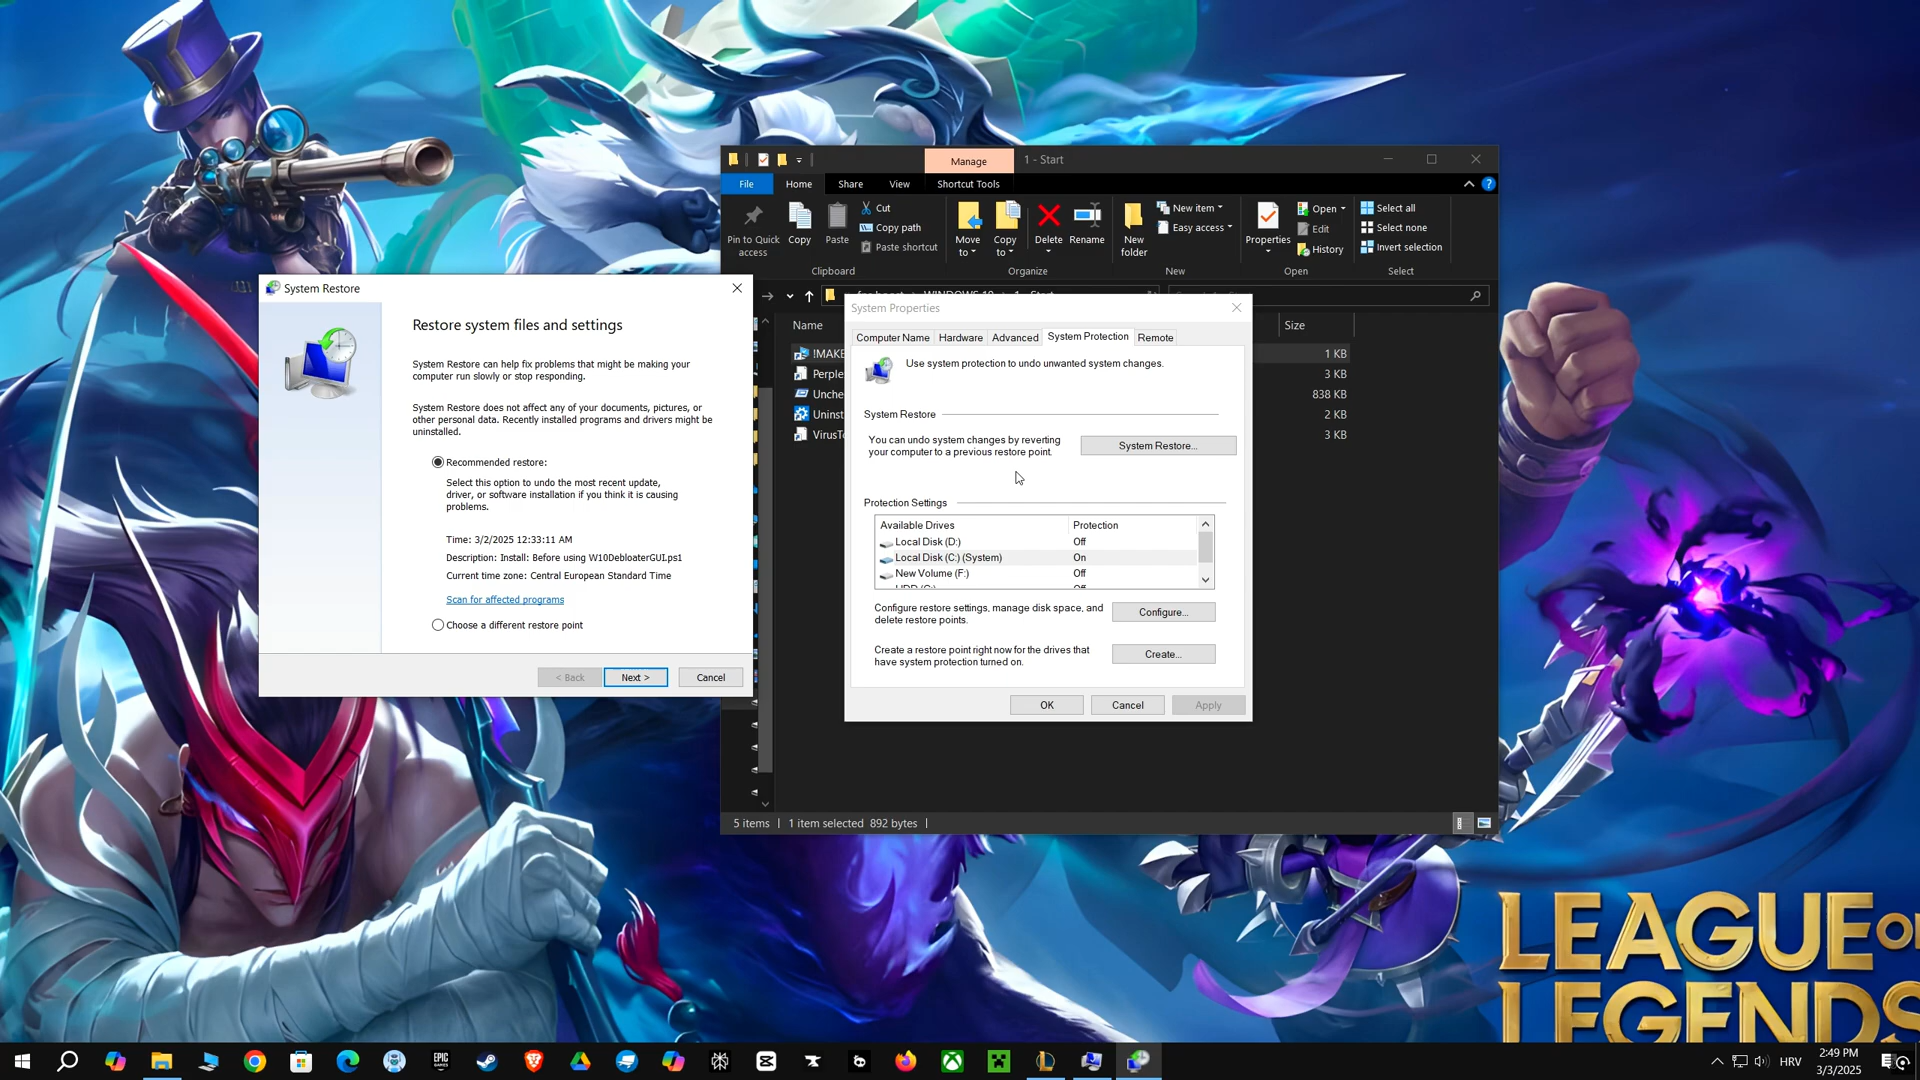 Manage
1 - Start
File
Home
Share
View
Shortcut Tools
Pin to Quick
access
Copy
Paste
Cut
Copy path
Paste shortcut
Clipboard
Move
to
Copy
to
Delete
Rename
Organize
New
folder
New item
Easy access
New
Properties
Open
Edit
History
Open
Select all
Select none
Invert selection
Select
Name
Size
!MAKE
1 KB
Perple
3 KB
Unche
838 KB
Uninst
2 KB
VirusTo
3 KB
5 items
1 item selected 892 bytes
System Restore
Restore system files and settings
System Restore can help fix problems that might be making your
computer run slowly or stop responding.
System Restore does not affect any of your documents, pictures, or
other personal data. Recently installed programs and drivers might be
uninstalled.
Recommended restore:
Select this option to undo the most recent update,
driver, or software installation if you think it is causing
problems.
Time: 3/2/2025 12:33:11 AM
Description: Install: Before using W10DebloaterGUI.ps1
Current time zone: Central European Standard Time
Scan for affected programs
Choose a different restore point
< Back
Next >
Cancel
System Properties
Computer Name
Hardware
Advanced
System Protection
Remote
Use system protection to undo unwanted system changes.
System Restore
You can undo system changes by reverting
your computer to a previous restore point.
System Restore...
Protection Settings
Available Drives
Protection
Local Disk (D:)
Off
Local Disk (C:) (System)
On
New Volume (F:)
Off
Configure restore settings, manage disk space, and
delete restore points.
Configure...
Create a restore point right now for the drives that
have system protection turned on.
Create...
OK
Cancel
Apply
LEAGUE OF
LEGENDS
EPIC
GAMES
HRV
2:49 PM
3/3/2025